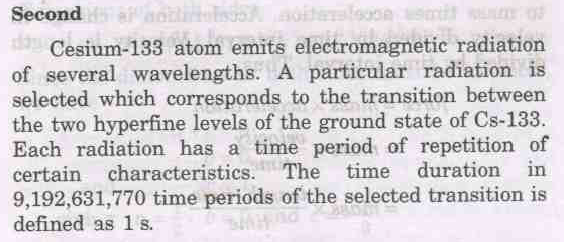 Second
Cesium-133 atom emits electromagnetic radiation
of several wavelengths. A particular radiation is
selected which corresponds to the transition between
the two hyperfine levels of the ground state of Cs-133.
Each radiation has a time period of repetition of
certain characteristics. The time duration in
9,192,631,770 time periods of the selected transition is
defined as 1 s.